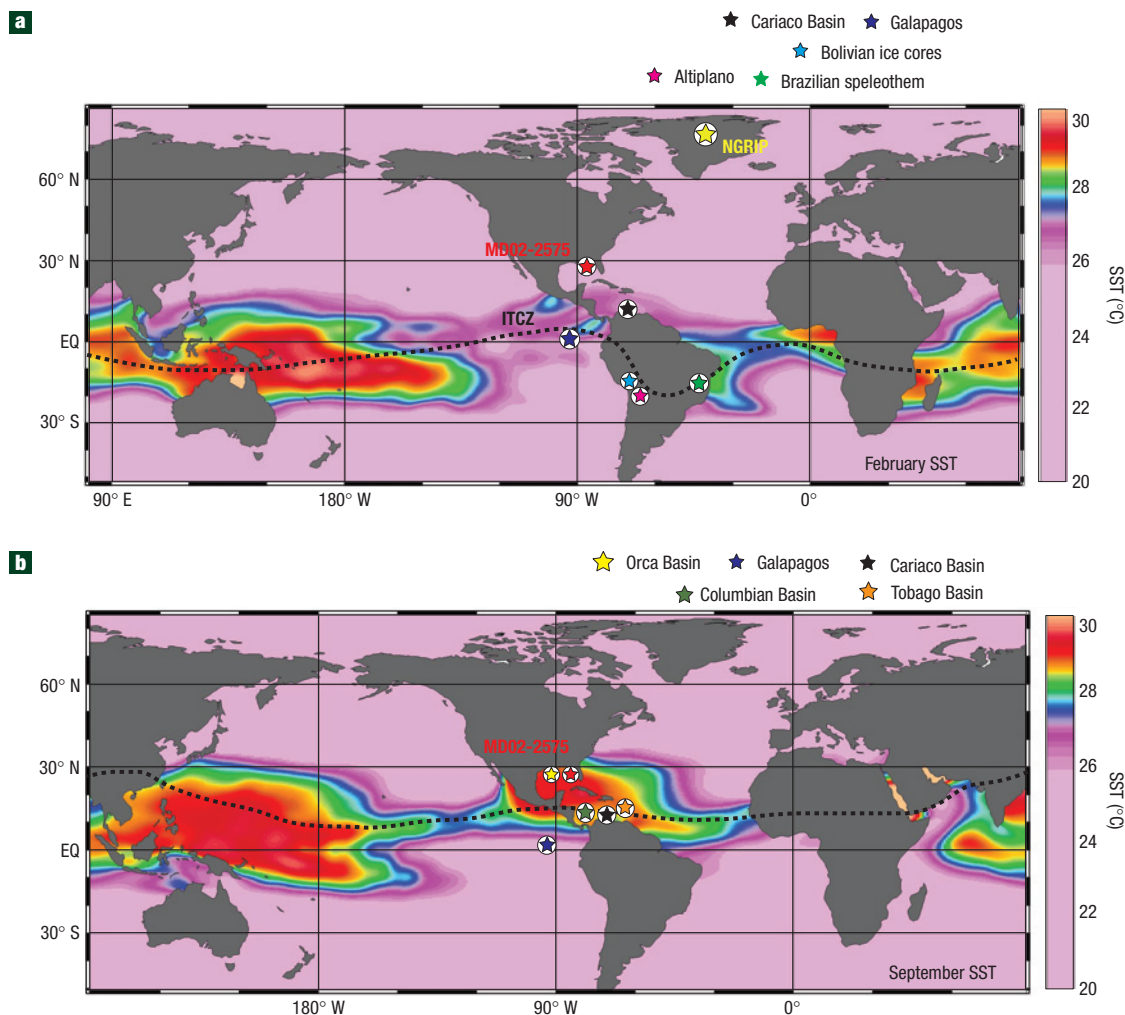 a
Cariaco Basin Galapagos
Bolivian ice cores
Altiplano Brazilian speleothem
NGRIP
60° N
MD02-2575
30° N
ITCZ
EQ
30° S
February SST
90° E 180° W 90° W 0°
30
28
26
24
22
20
SST (°C)
b
Orca Basin Galapagos Cariaco Basin
Columbian Basin Tobago Basin
60° N
MD02-2575
30° N
EQ
30° S
September SST
180° W 90° W 0°
30
28
26
24
22
20
SST (°C)